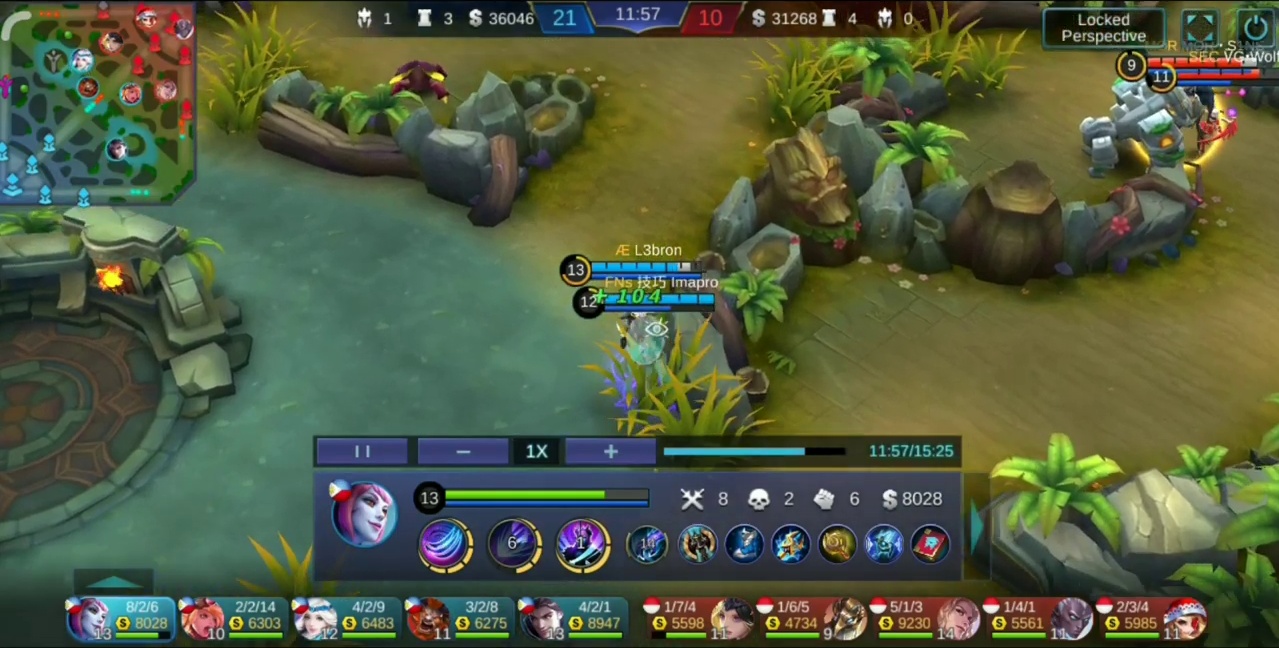 1 3 $ 36046 21 11:57 10 $ 31268 4 0
Locked
Perspective
SEC VG•Wolf
9
11
Æ L3bron
13
FNs 技巧 Imapro
12
+104
1X
11:57/15:25
13 8 2 6 $ 8028
6 1
8/2/6 2/2/14 4/2/9 3/2/8 4/2/1 1/7/4 1/6/5 5/1/3 1/4/1 2/3/4
8028 6303 6483 6275 8947 5598 4734 9230 5561 5985
13 10 12 11 13 11 9 14 11 11